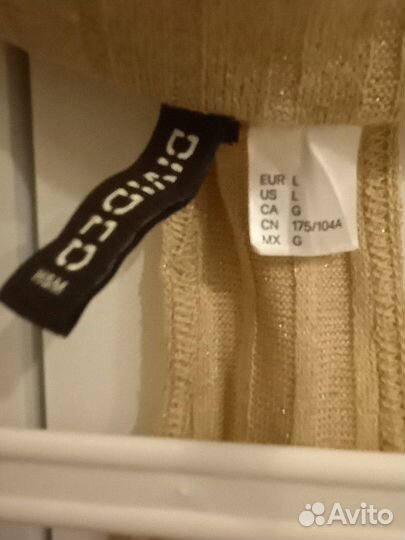 DIVIDED
H&M
EUR L
US L
CA G
CN 175/104A
MX G
Avito